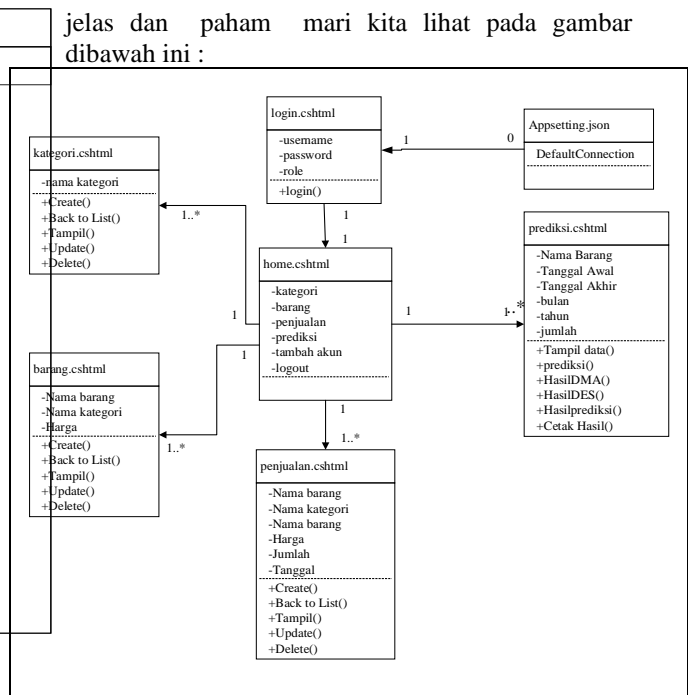 jelas dan paham mari kita lihat pada gambar
dibawah ini :
login.cshtml
-username
-password
-role
+login()
Appsetting.json
DefaultConnection
1
0
kategori.cshtml
-nama kategori
+Create()
+Back to List()
+Tampil()
+Update()
+Delete()
1..*
1
1
1
home.cshtml
-kategori
-barang
-penjualan
-prediksi
-tambah akun
-logout
1
1
1..*
prediksi.cshtml
-Nama Barang
-Tanggal Awal
-Tanggal Akhir
-bulan
-tahun
-jumlah
+Tampil data()
+prediksi()
+HasilDMA()
+HasilDES()
+Hasilprediksi()
+Cetak Hasil()
barang.cshtml
-Nama barang
-Nama kategori
-Harga
+Create()
+Back to List()
+Tampil()
+Update()
+Delete()
1
1..*
1
1..*
penjualan.cshtml
-Nama barang
-Nama kategori
-Nama barang
-Harga
-Jumlah
-Tanggal
+Create()
+Back to List()
+Tampil()
+Update()
+Delete()